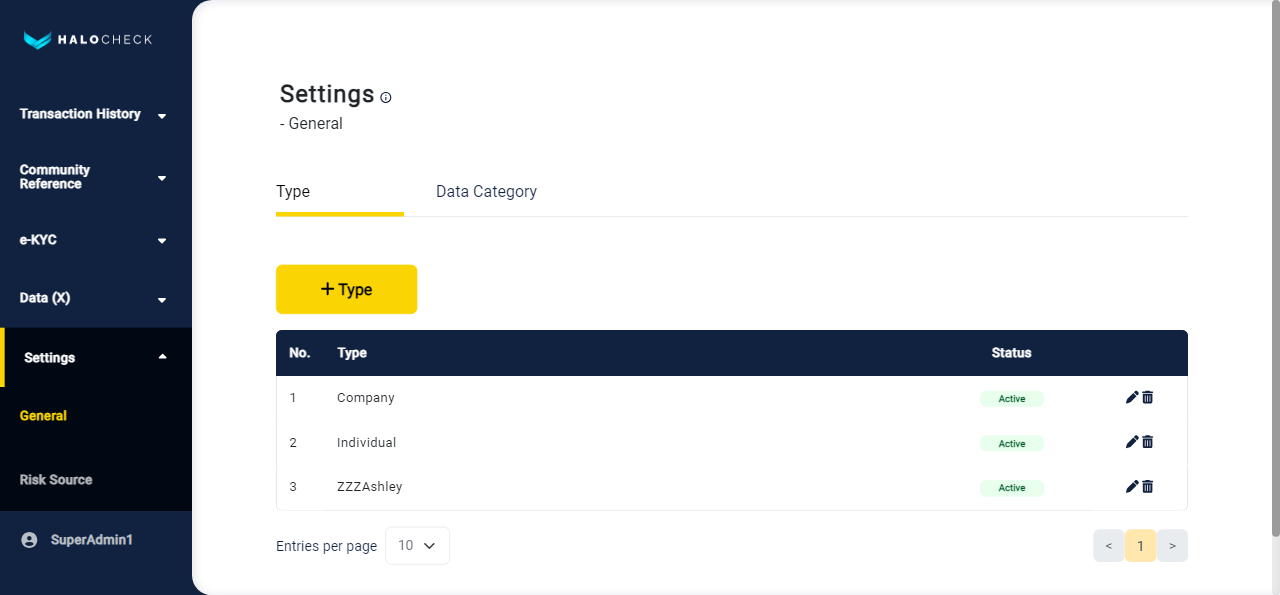 HALOCHECK
Transaction History
Community
Reference
e-KYC
Data (X)
Settings
General
Risk Source
SuperAdmin1
Settings
- General
Type
Data Category
+ Type
No. Type Status
1 Company Active
2 Individual Active
3 ZZZAshley Active
Entries per page 10
< 1 >